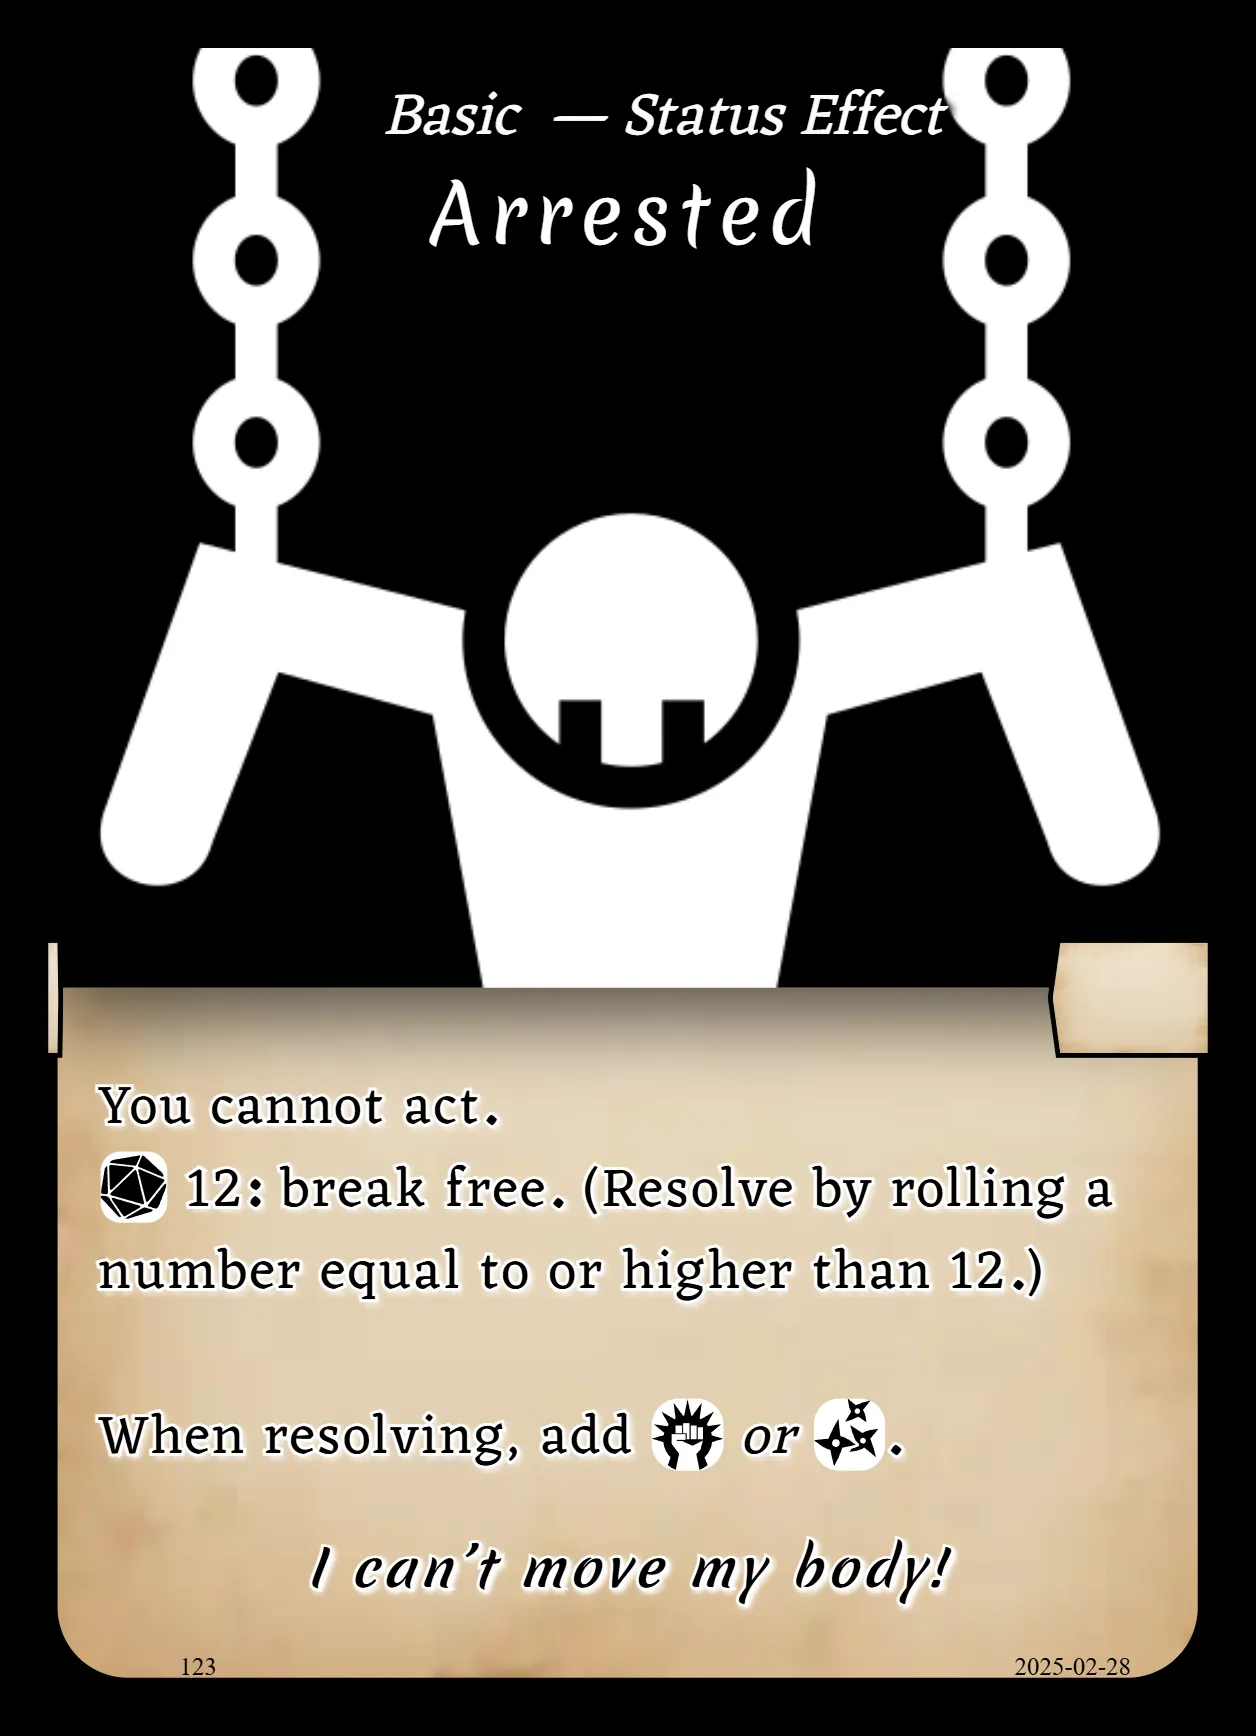 Basic — Status Effect
Arrested
You cannot act.
12: break free. (Resolve by rolling a
number equal to or higher than 12.)
When resolving, add or .
I can’t move my body!
123
2025-02-28